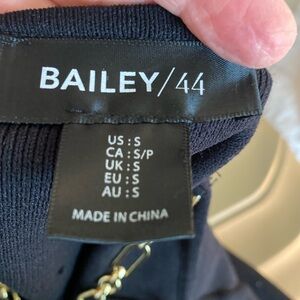 BAILEY/44
US : S
CA : S/P
UK : S
EU : S
AU : S
MADE IN CHINA